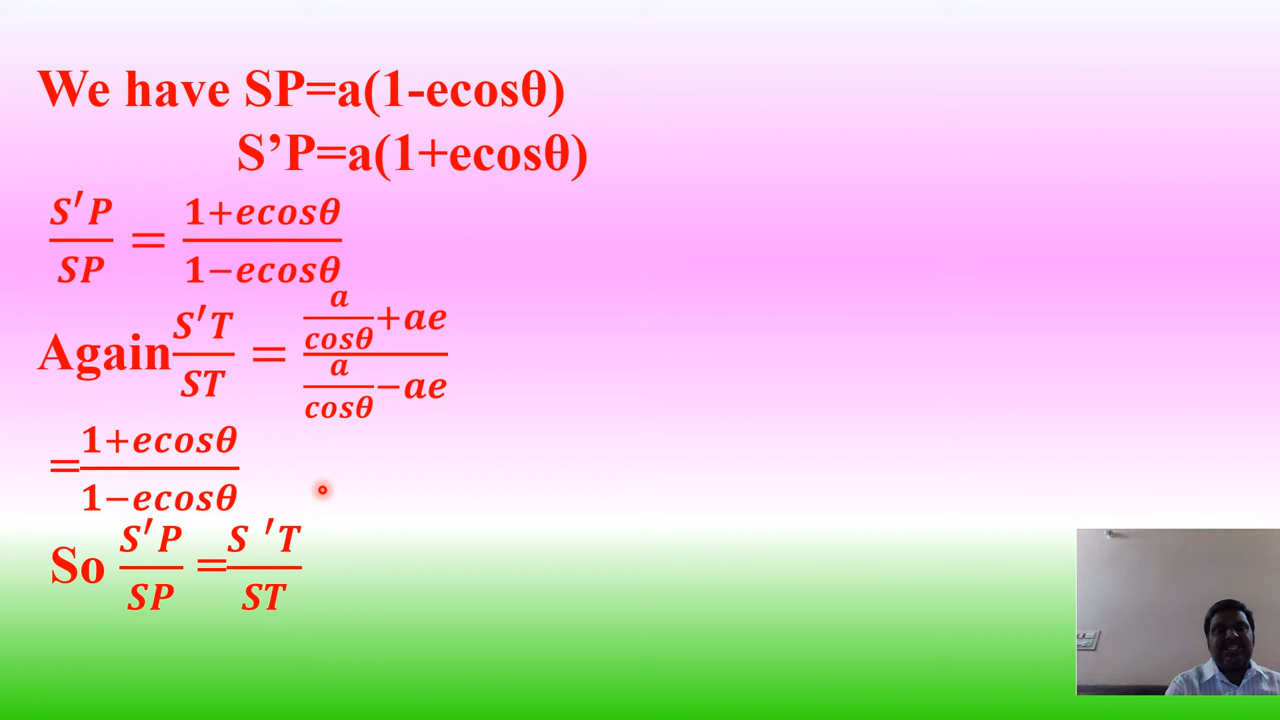 We have SP=a(1-ecosθ)
S’P=a(1+ecosθ)
S′P/SP = 1+ecosθ/1−ecosθ
Again S′T/ST = a/cosθ+ae/a/cosθ−ae
=1+ecosθ/1−ecosθ
So S′P/SP =S ′T/ST